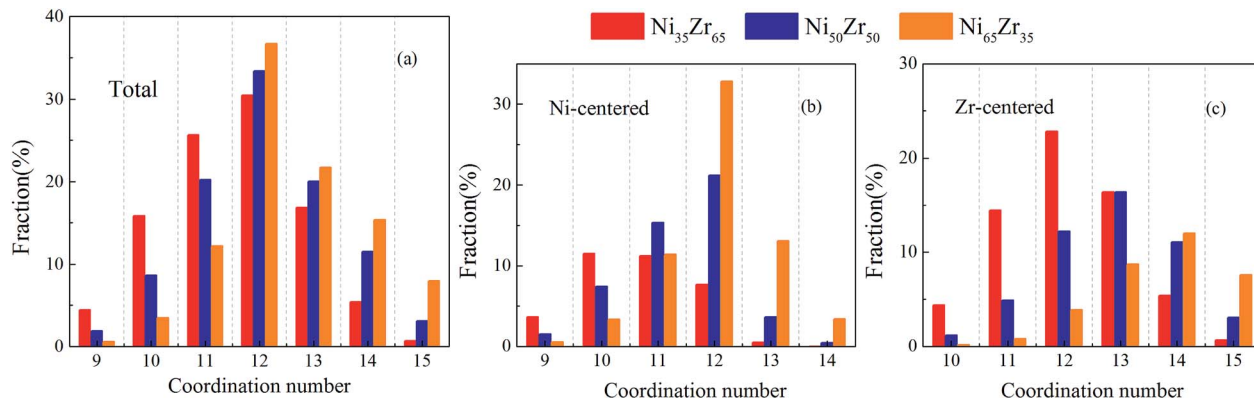 Ni35Zr65 Ni50Zr50 Ni65Zr35
40
30
20
10
0
Fraction(%)
Total
(a)
9 10 11 12 13 14 15
Coordination number
30
20
10
0
Fraction(%)
Ni-centered
(b)
9 10 11 12 13 14
Coordination number
30
20
10
0
Fraction(%)
Zr-centered
(c)
10 11 12 13 14 15
Coordination number